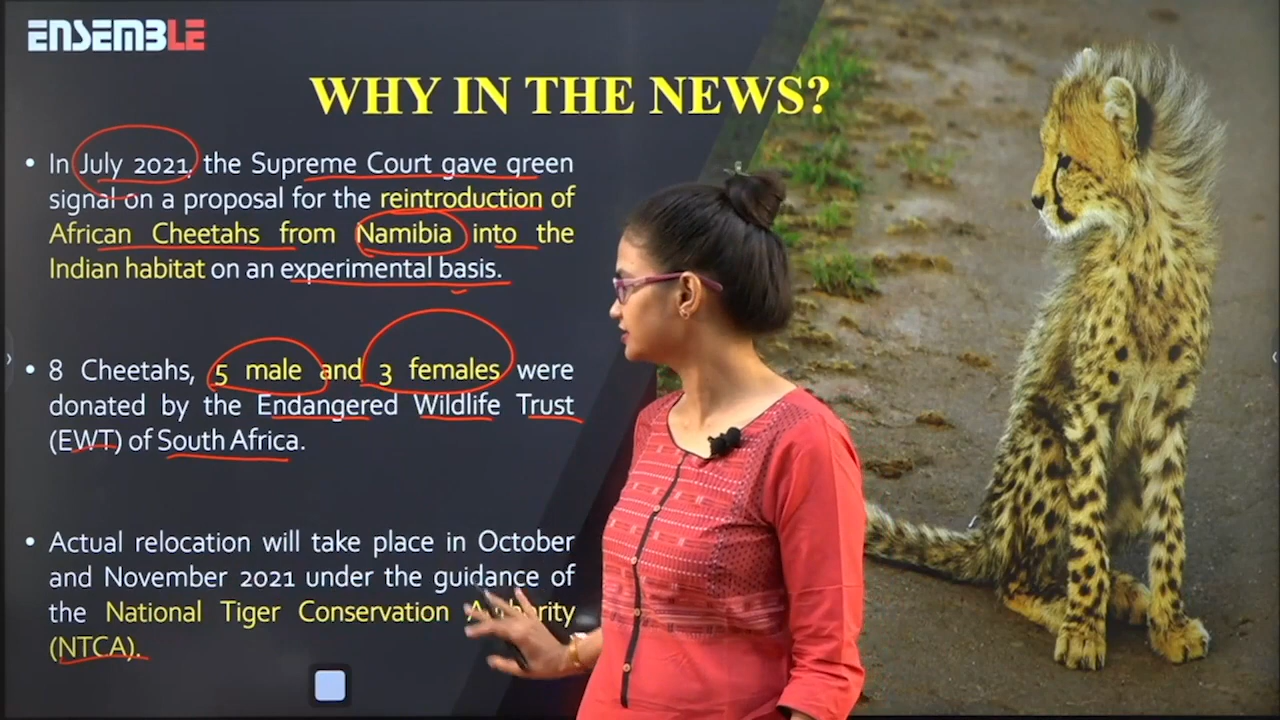 ENSEMBLE
WHY IN THE NEWS?
• In July 2021, the Supreme Court gave green
signal on a proposal for the reintroduction of
African Cheetahs from Namibia into the
Indian habitat on an experimental basis.
• 8 Cheetahs, 5 male and 3 females were
donated by the Endangered Wildlife Trust
(EWT) of South Africa.
• Actual relocation will take place in October
and November 2021 under the guidance of
the National Tiger Conservation Authority
(NTCA).